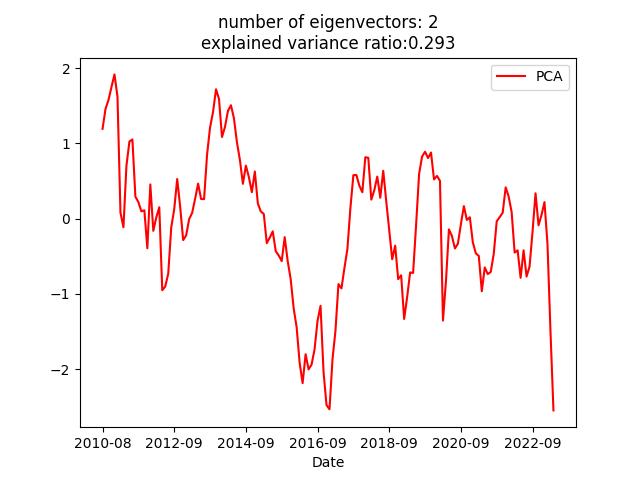 number of eigenvectors: 2
explained variance ratio:0.293
PCA
2
1
0
−1
−2
2010-08 2012-09 2014-09 2016-09 2018-09 2020-09 2022-09
Date